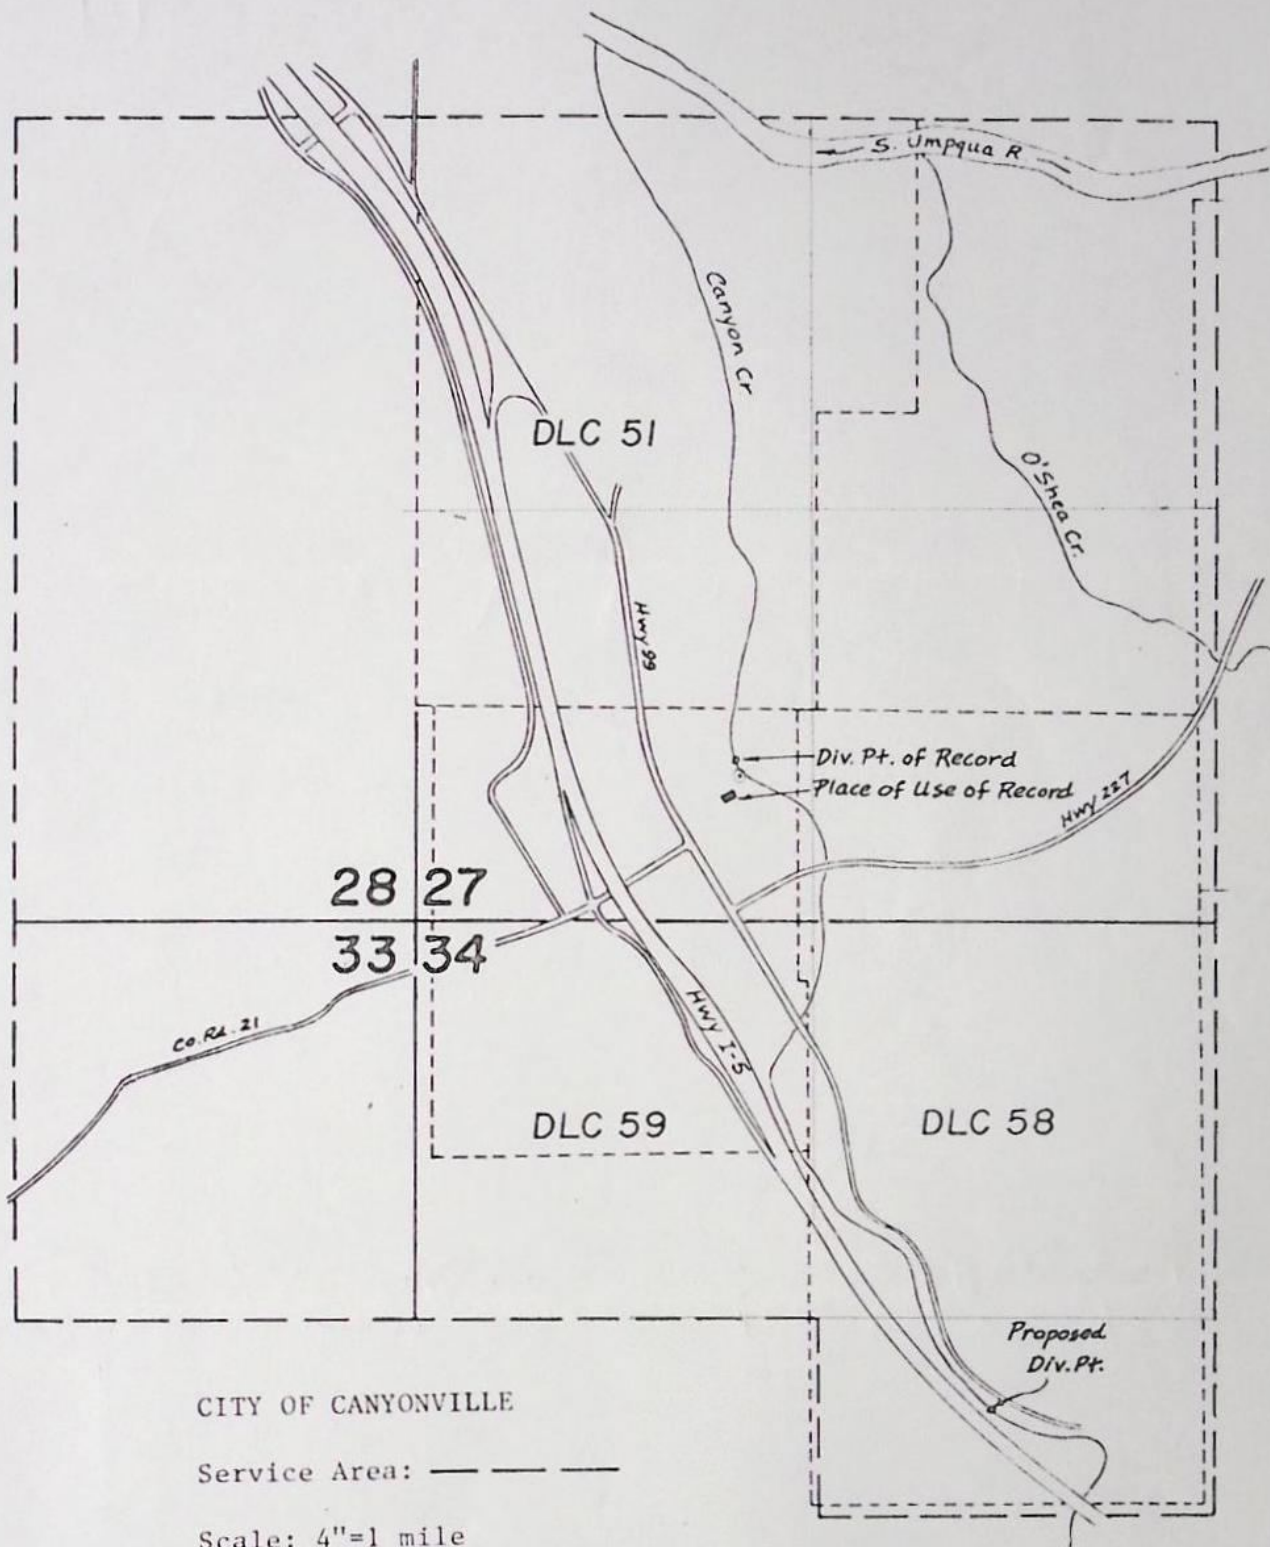 S. Umpqua R
Canyon Cr
DLC 51
O'Shea Cr.
Hwy 99
Div. Pt. of Record
Place of Use of Record
Hwy 227
28 27
33 34
Co. Rd. 21
Hwy I-5
DLC 59
DLC 58
Proposed
Div. Pt.
CITY OF CANYONVILLE
Service Area:
Scale: 4"=1 mile